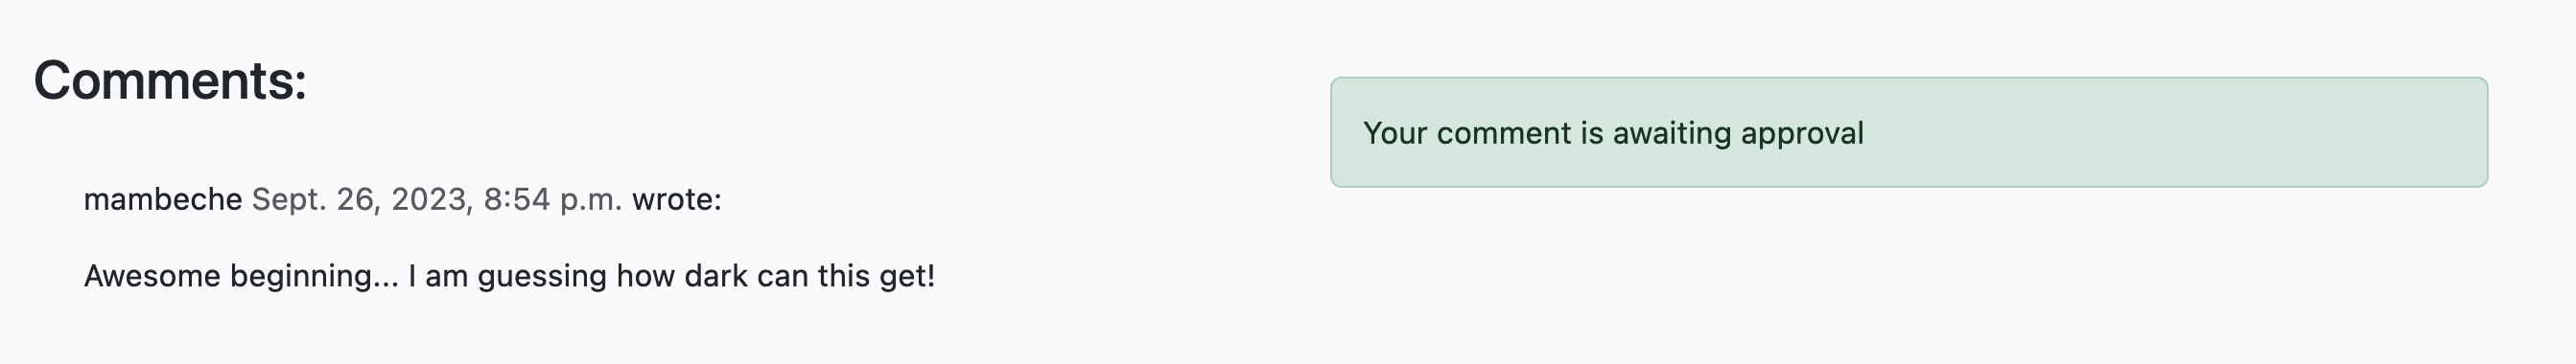 Comments:
Your comment is awaiting approval
mambeche Sept. 26, 2023, 8:54 p.m. wrote:
Awesome beginning... I am guessing how dark can this get!